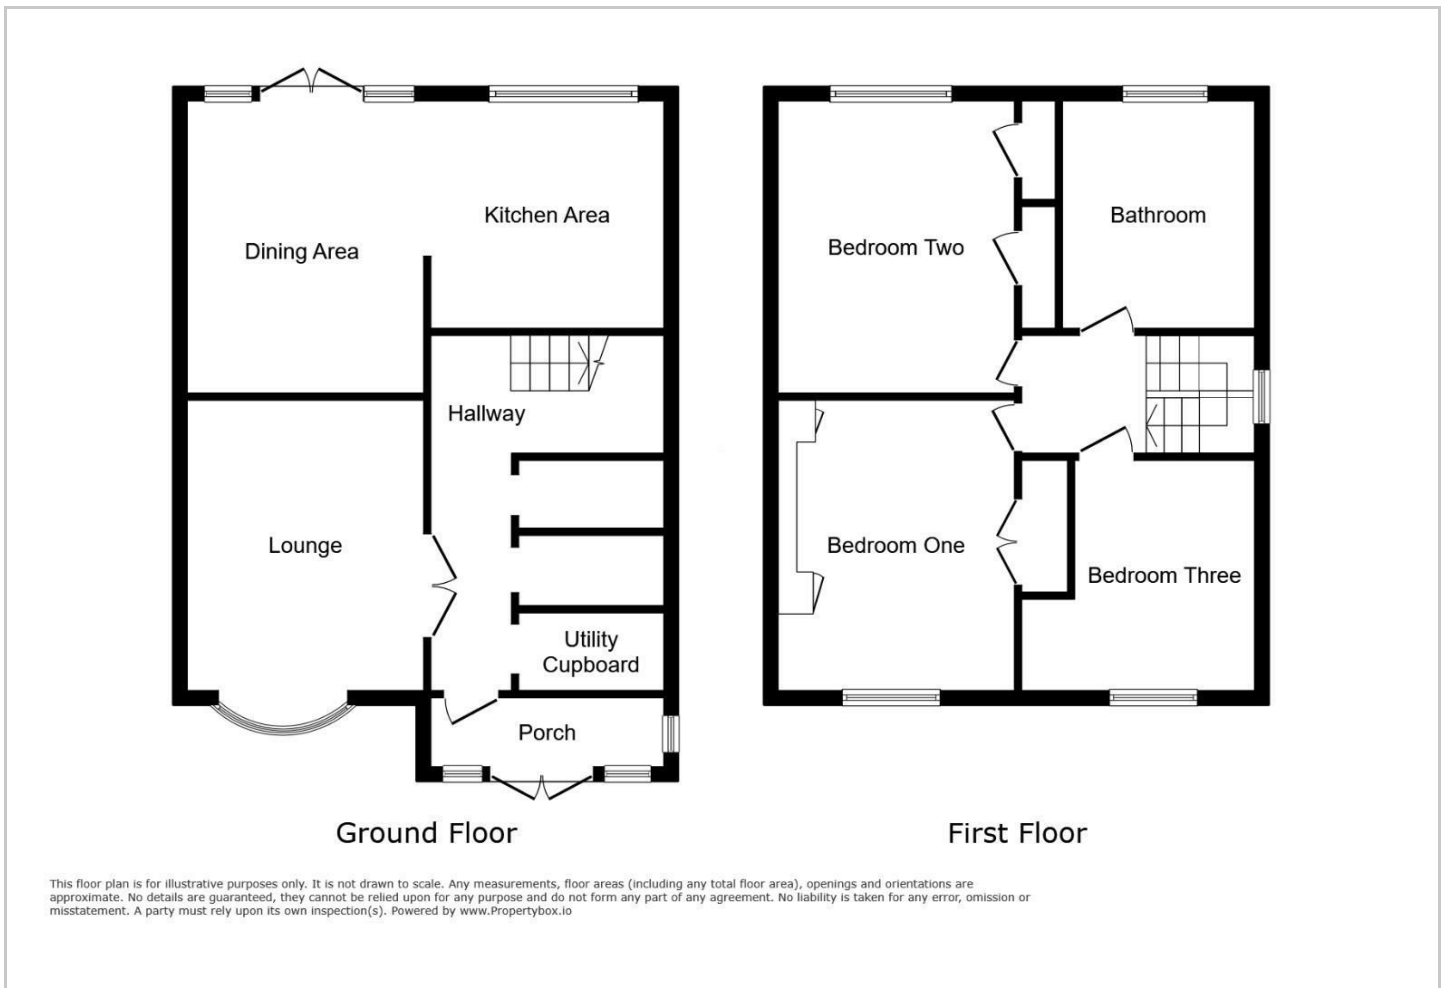 Dining Area
Kitchen Area
Hallway
Lounge
Utility
Cupboard
Porch
Ground Floor
Bedroom Two
Bathroom
Bedroom One
Bedroom Three
First Floor
This floor plan is for illustrative purposes only. It is not drawn to scale. Any measurements, floor areas (including any total floor area), openings and orientations are
approximate. No details are guaranteed, they cannot be relied upon for any purpose and do not form any part of any agreement. No liability is taken for any error, omission or
misstatement. A party must rely upon its own inspection(s). Powered by www.Propertybox.io